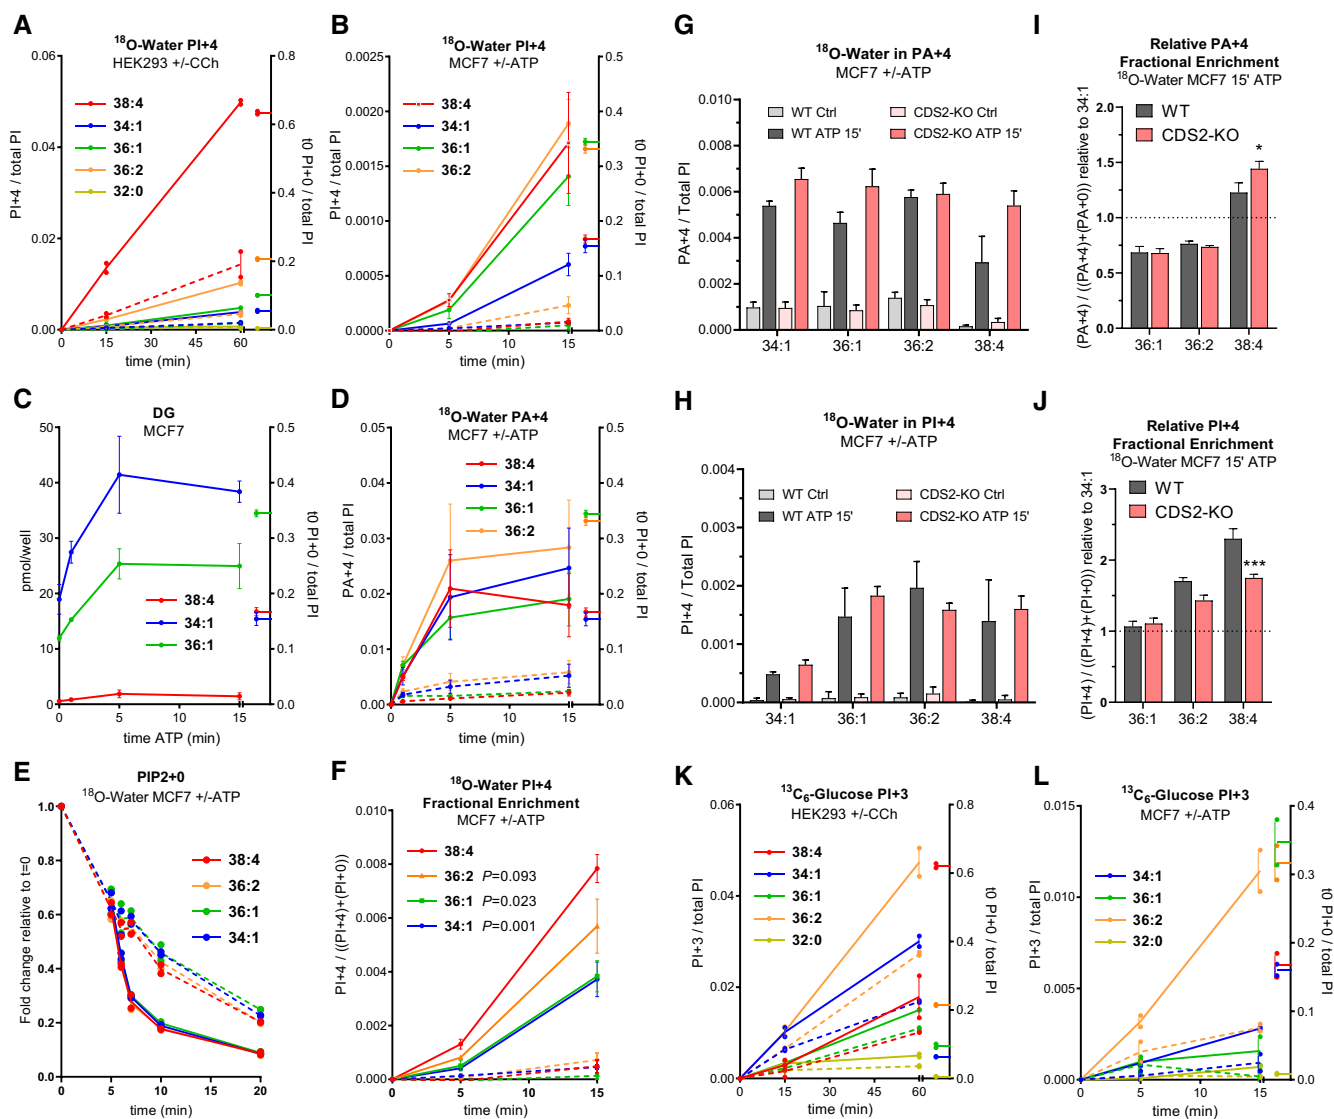 A
18O-Water PI+4
HEK293 +/-CCh
PI+4 / total PI
0.06
0.04
0.02
0.00
38:4
34:1
36:1
36:2
32:0
0.8
0.6
0.4
0.2
0.0
t0 PI+0 / total PI
0 15 30 45 60
time (min)
B
18O-Water PI+4
MCF7 +/-ATP
PI+4 / total PI
0.0025
0.0020
0.0015
0.0010
0.0005
0.0000
38:4
34:1
36:1
36:2
0.5
0.4
0.3
0.2
0.1
0.0
t0 PI+0 / total PI
0 5 10 15
time (min)
C
DG
MCF7
pmol/well
50
40
30
20
10
0
38:4
34:1
36:1
0.5
0.4
0.3
0.2
0.1
0.0
t0 PI+0 / total PI
0 5 10 15
time ATP (min)
D
18O-Water PA+4
MCF7 +/-ATP
PA+4 / total PI
0.05
0.04
0.03
0.02
0.01
0.00
38:4
34:1
36:1
36:2
0.5
0.4
0.3
0.2
0.1
0.0
t0 PI+0 / total PI
0 5 10 15
time (min)
E
PIP2+0
18O-Water MCF7 +/-ATP
Fold change relative to t=0
1.0
0.8
0.6
0.4
0.2
0.0
38:4
36:2
36:1
34:1
0 5 10 15 20
time (min)
F
18O-Water PI+4
Fractional Enrichment
MCF7 +/-ATP
PI+4 / ((PI+4)+(PI+0))
0.010
0.008
0.006
0.004
0.002
0.000
38:4
36:2 P=0.093
36:1 P=0.023
34:1 P=0.001
0 5 10 15
time (min)
G
18O-Water in PA+4
MCF7 +/-ATP
PA+4 / Total PI
0.010
0.008
0.006
0.004
0.002
0.000
WT Ctrl
WT ATP 15'
CDS2-KO Ctrl
CDS2-KO ATP 15'
34:1 36:1 36:2 38:4
H
18O-Water in PI+4
MCF7 +/-ATP
PI+4 / Total PI
0.004
0.003
0.002
0.001
0.000
WT Ctrl
WT ATP 15'
CDS2-KO Ctrl
CDS2-KO ATP 15'
34:1 36:1 36:2 38:4
I
Relative PA+4
Fractional Enrichment
18O-Water MCF7 15' ATP
(PA+4) / ((PA+4)+(PA+0)) relative to 34:1
2.0
1.5
1.0
0.5
0.0
WT
CDS2-KO
*
36:1 36:2 38:4
J
Relative PI+4
Fractional Enrichment
18O-Water MCF7 15' ATP
(PI+4) / ((PI+4)+(PI+0)) relative to 34:1
3
2
1
0
WT
CDS2-KO
***
36:1 36:2 38:4
K
13C6-Glucose PI+3
HEK293 +/-CCh
PI+3 / total PI
0.06
0.04
0.02
0.00
38:4
34:1
36:1
36:2
32:0
0.8
0.6
0.4
0.2
0.0
t0 PI+0 / total PI
0 15 30 45 60
time (min)
L
13C6-Glucose PI+3
MCF7 +/-ATP
PI+3 / total PI
0.015
0.010
0.005
0.000
34:1
36:1
36:2
32:0
0.4
0.3
0.2
0.1
0.0
t0 PI+0 / total PI
0 5 10 15
time (min)